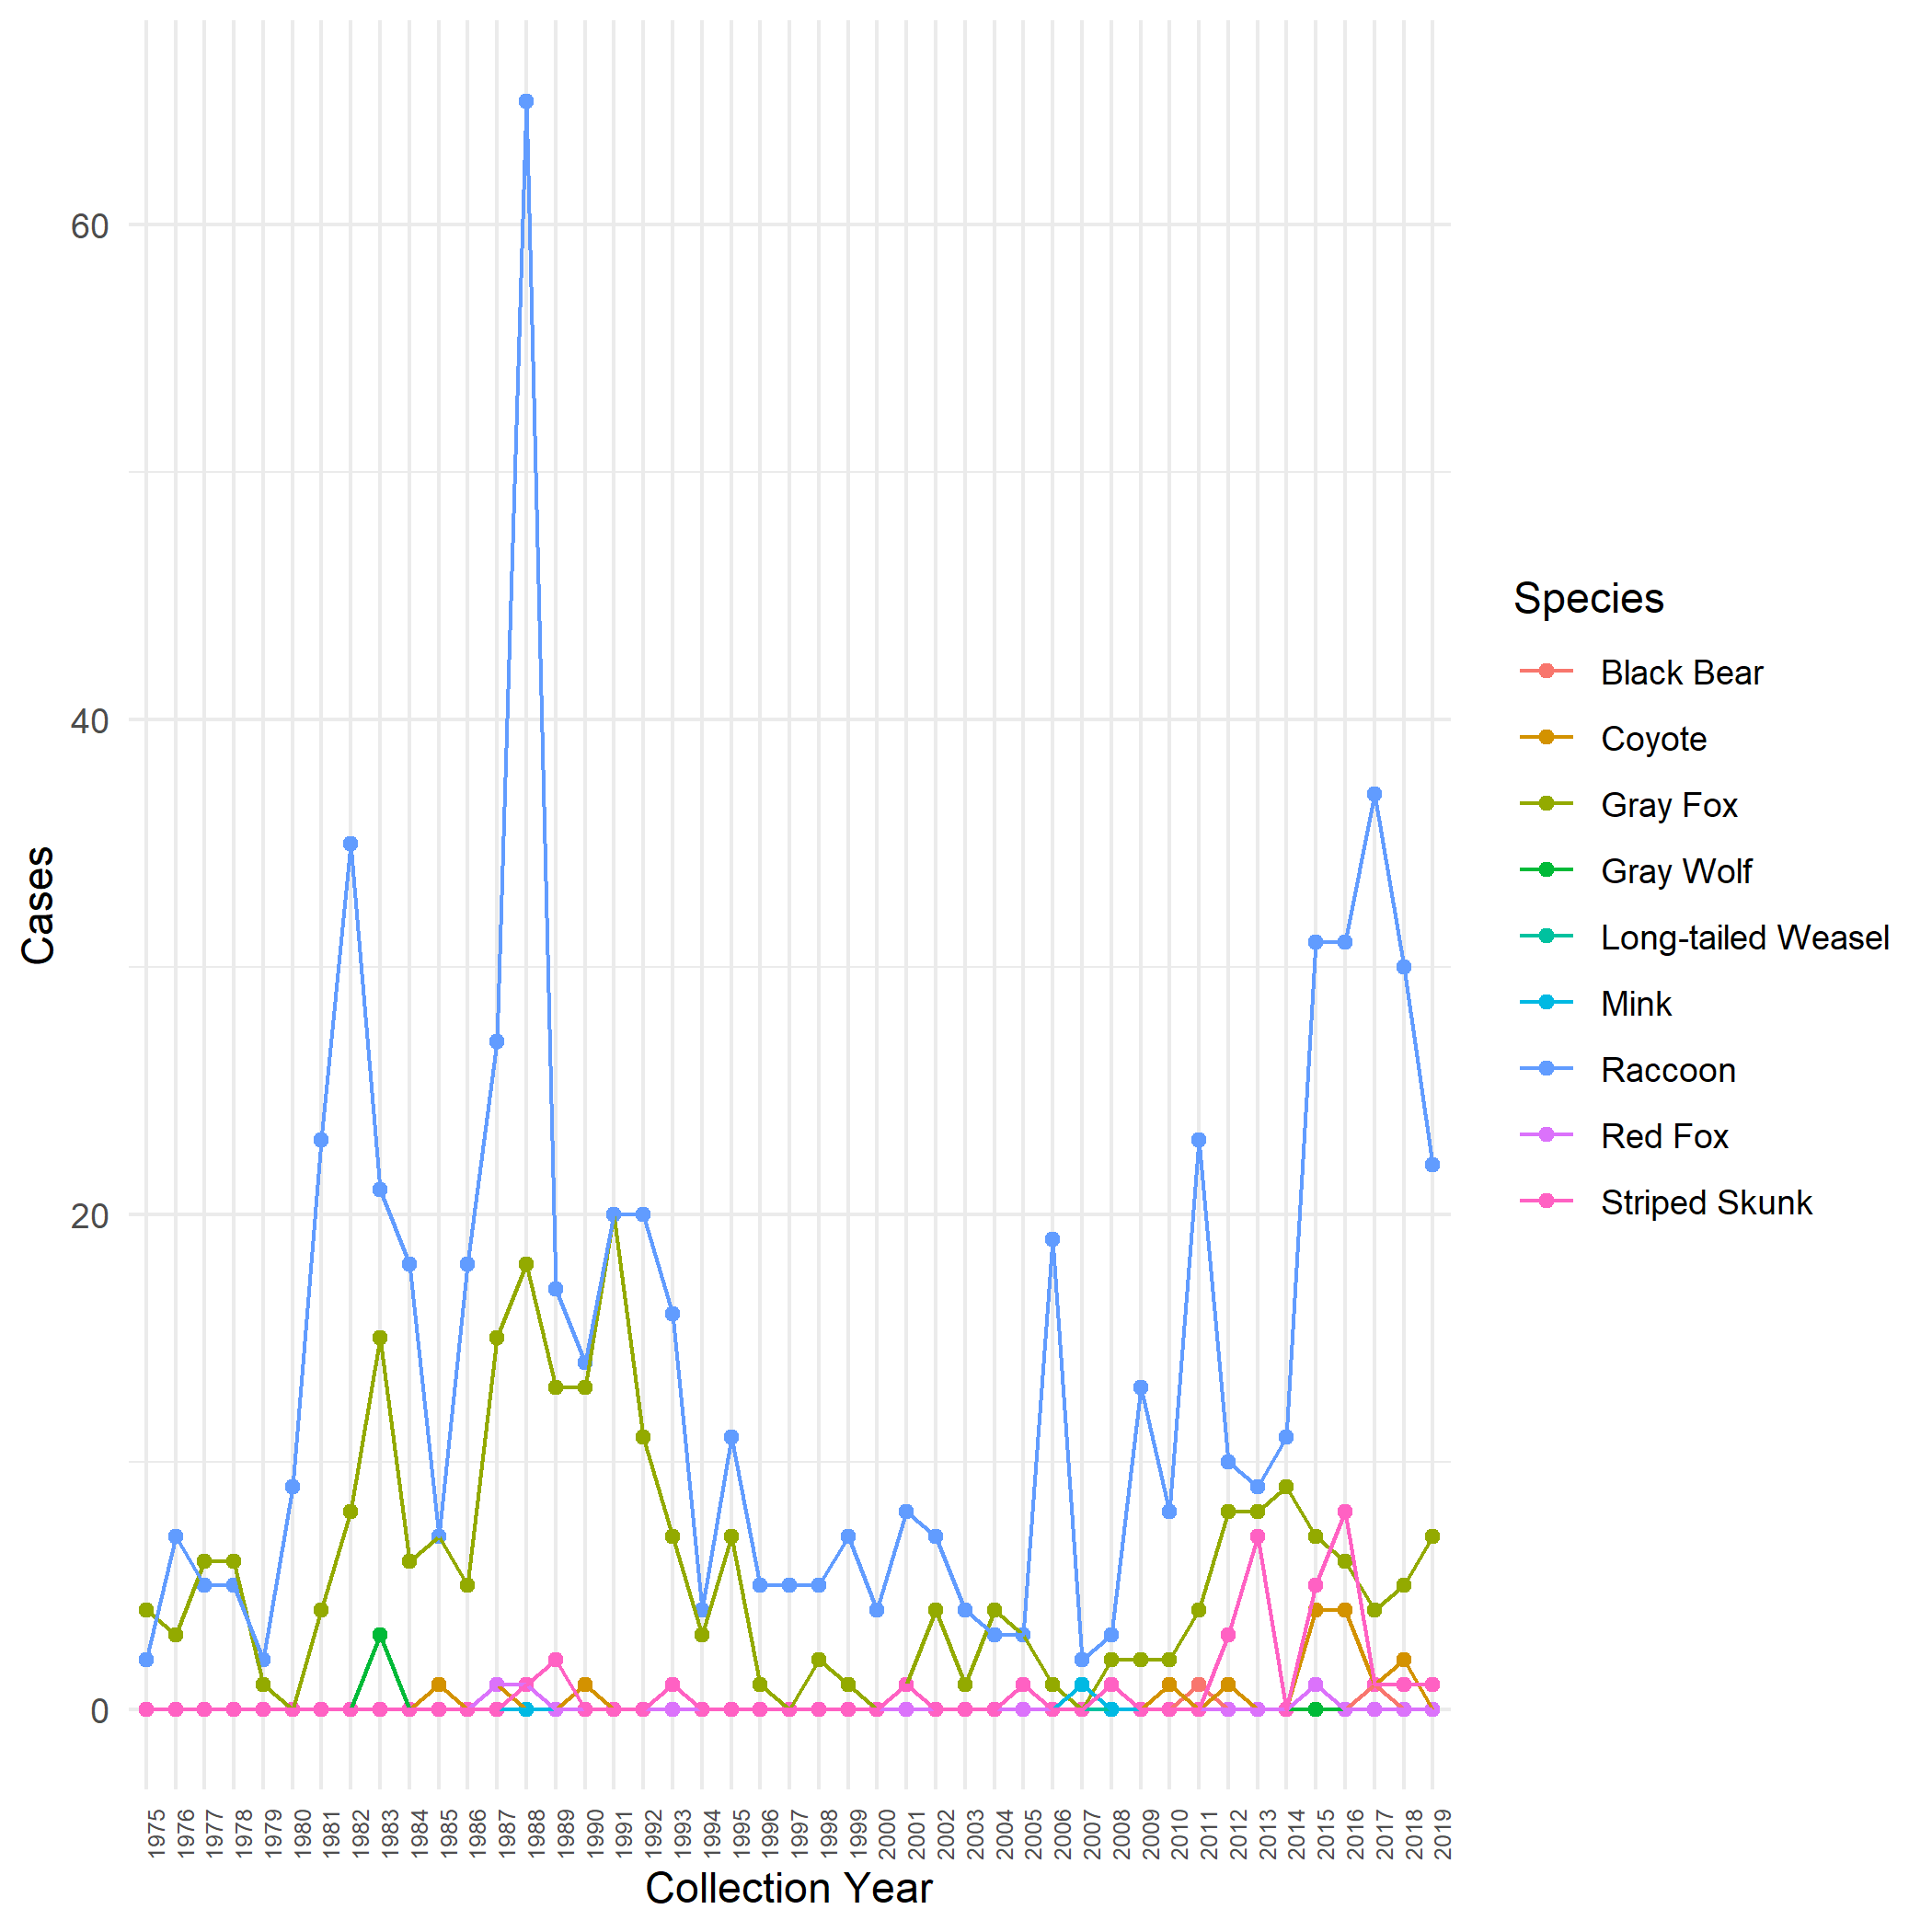 60
40
20
0
Cases
1975 1976 1977 1978 1979 1980 1981 1982 1983 1984 1985 1986 1987 1988 1989 1990 1991 1992 1993 1994 1995 1996 1997 1998 1999 2000 2001 2002 2003 2004 2005 2006 2007 2008 2009 2010 2011 2012 2013 2014 2015 2016 2017 2018 2019
Collection Year
Species
Black Bear
Coyote
Gray Fox
Gray Wolf
Long-tailed Weasel
Mink
Raccoon
Red Fox
Striped Skunk